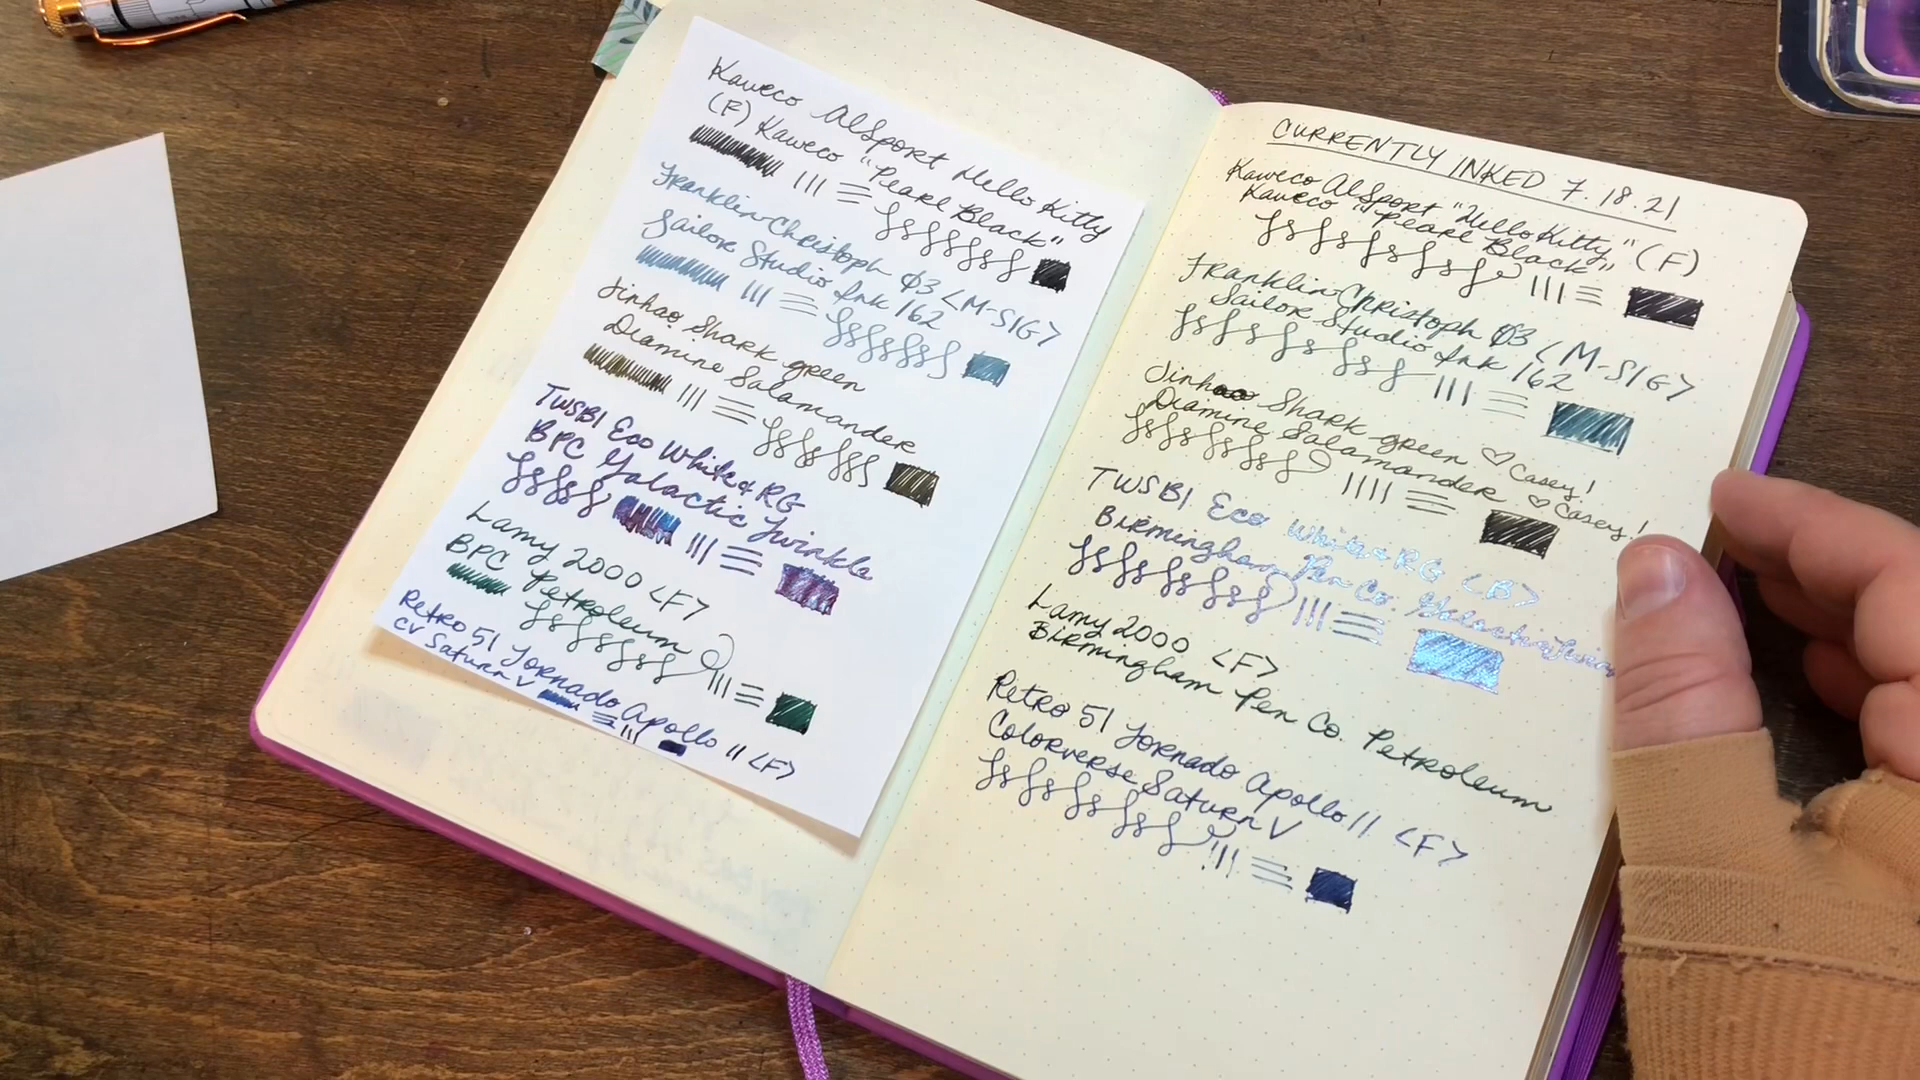 Kaweco AlSport Hello Kitty
(F) Kaweco "Pearl Black"
Franklin-Christoph 03 <M-SIG>
Sailor Studio Ink 162
Jinhao Shark green
Diamine Salamander
TWSBI Eco White & RG
BPC Galactic Twinkle
Lamy 2000 <F>
BPC Petroleum
Retro 51 Tornado Apollo 11 <F>
CV Saturn V
CURRENTLY INKED 7.18.21
Kaweco AlSport "Hello Kitty" (F)
Kaweco "Pearl Black"
Franklin-Christoph 03 <M-SIG>
Sailor Studio Ink 162
Jinhao Shark green ♡ Casey!
Diamine Salamander ♡ Casey!
TWSBI Eco White & RG <B>
Birmingham Pen Co. Galactic Twin
Lamy 2000 <F>
Birmingham Pen Co. Petroleum
Retro 51 Tornado Apollo 11 <F>
Colorverse Saturn V